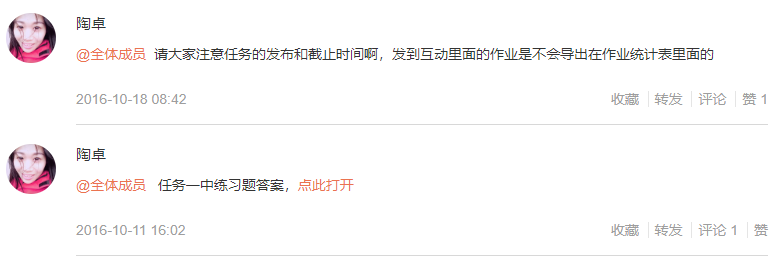 陶卓
@全体成员 请大家注意任务的发布和截止时间啊，发到互动里面的作业是不会导出在作业统计表里面的
2016-10-18 08:42 收藏 转发 评论 赞 1
陶卓
@全体成员 任务一中练习题答案，点此打开
2016-10-11 16:02 收藏 转发 评论 1 赞